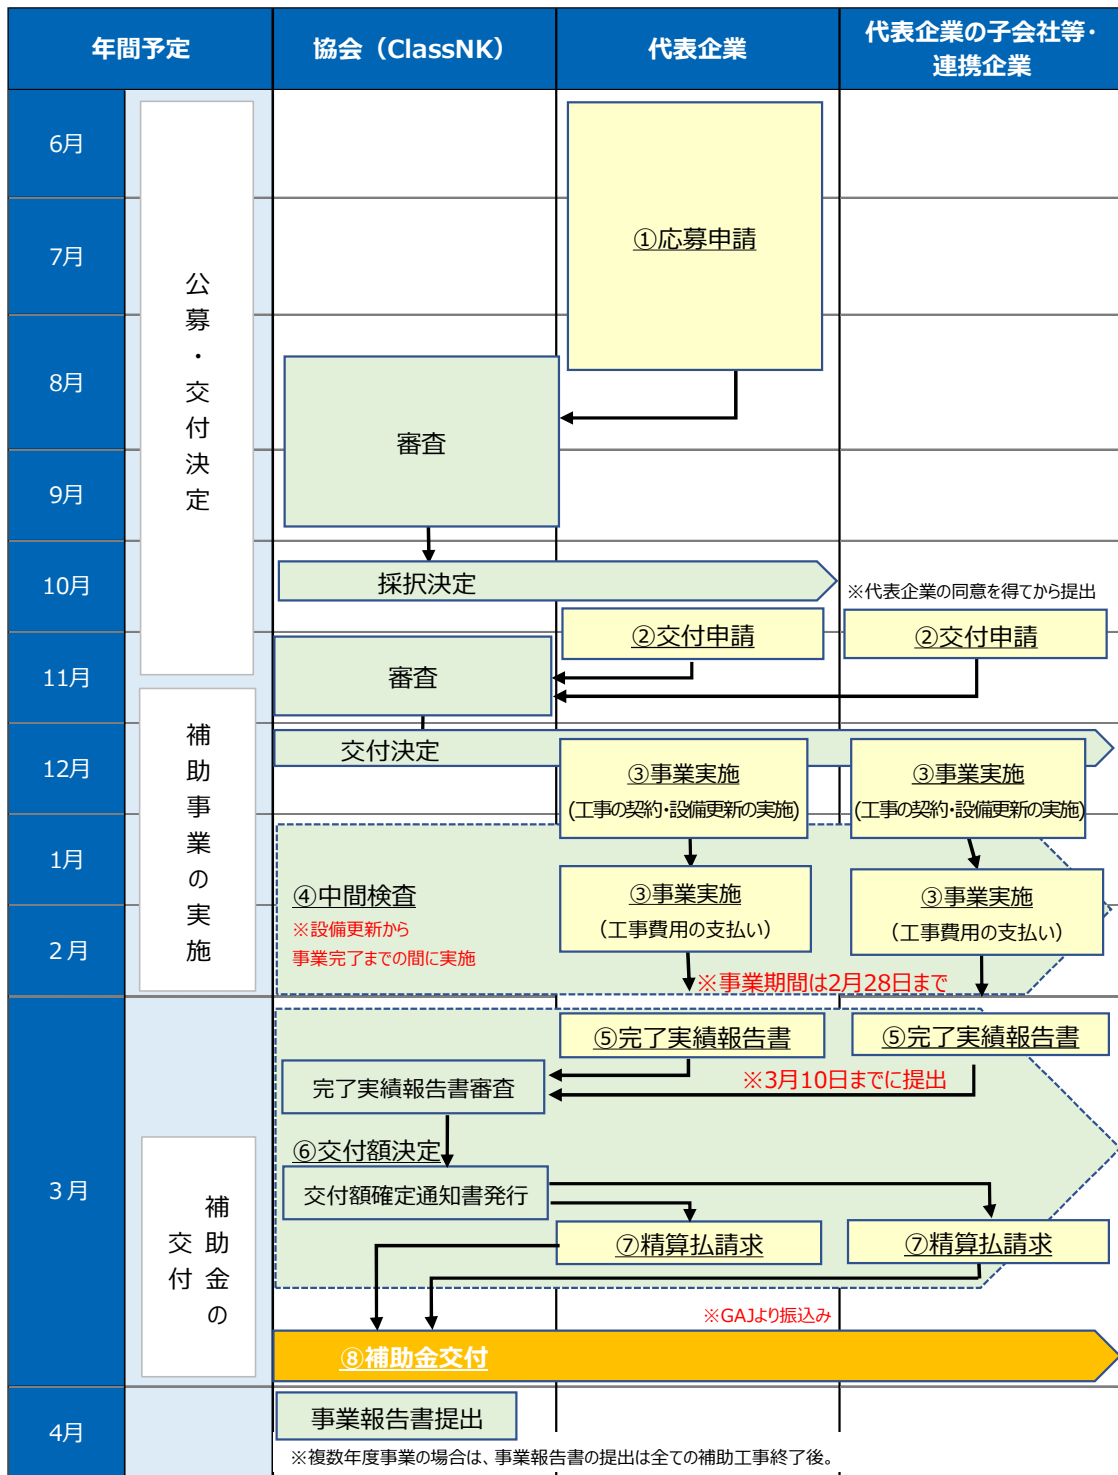 年間予定
協会（ClassNK）
代表企業
代表企業の子会社等・
連携企業
6月
7月
8月
9月
10月
11月
12月
1月
2月
3月
4月
公募・交付決定
補助事業の実施
補助金の
交付
①応募申請
審査
採択決定
※代表企業の同意を得てから提出
②交付申請
②交付申請
審査
交付決定
③事業実施
(工事の契約・設備更新の実施)
③事業実施
(工事の契約・設備更新の実施)
④中間検査
※設備更新から
事業完了までの間に実施
③事業実施
（工事費用の支払い）
③事業実施
（工事費用の支払い）
※事業期間は2月28日まで
⑤完了実績報告書
⑤完了実績報告書
※3月10日までに提出
完了実績報告書審査
⑥交付額決定
交付額確定通知書発行
⑦精算払請求
⑦精算払請求
※GAJより振込み
⑧補助金交付
事業報告書提出
※複数年度事業の場合は、事業報告書の提出は全ての補助工事終了後。